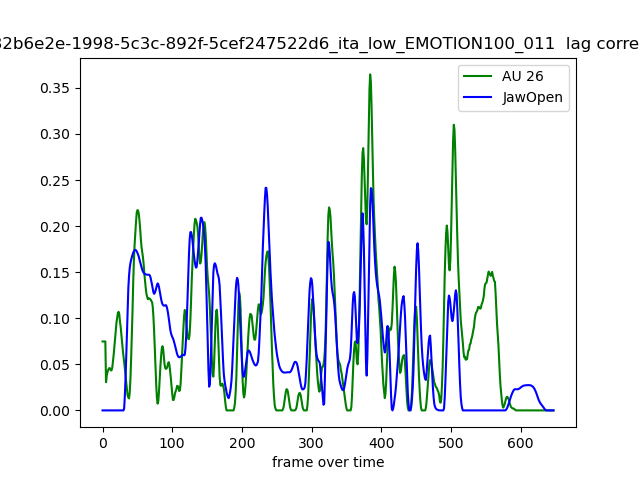 32b6e2e-1998-5c3c-892f-5cef247522d6_ita_low_EMOTION100_011 lag corre
AU 26
JawOpen
0.35
0.30
0.25
0.20
0.15
0.10
0.05
0.00
0 100 200 300 400 500 600
frame over time